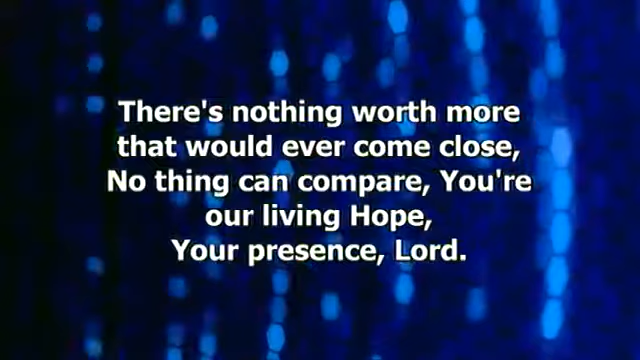 There's nothing worth more
that would ever come close,
No thing can compare, You're
our living Hope,
Your presence, Lord.